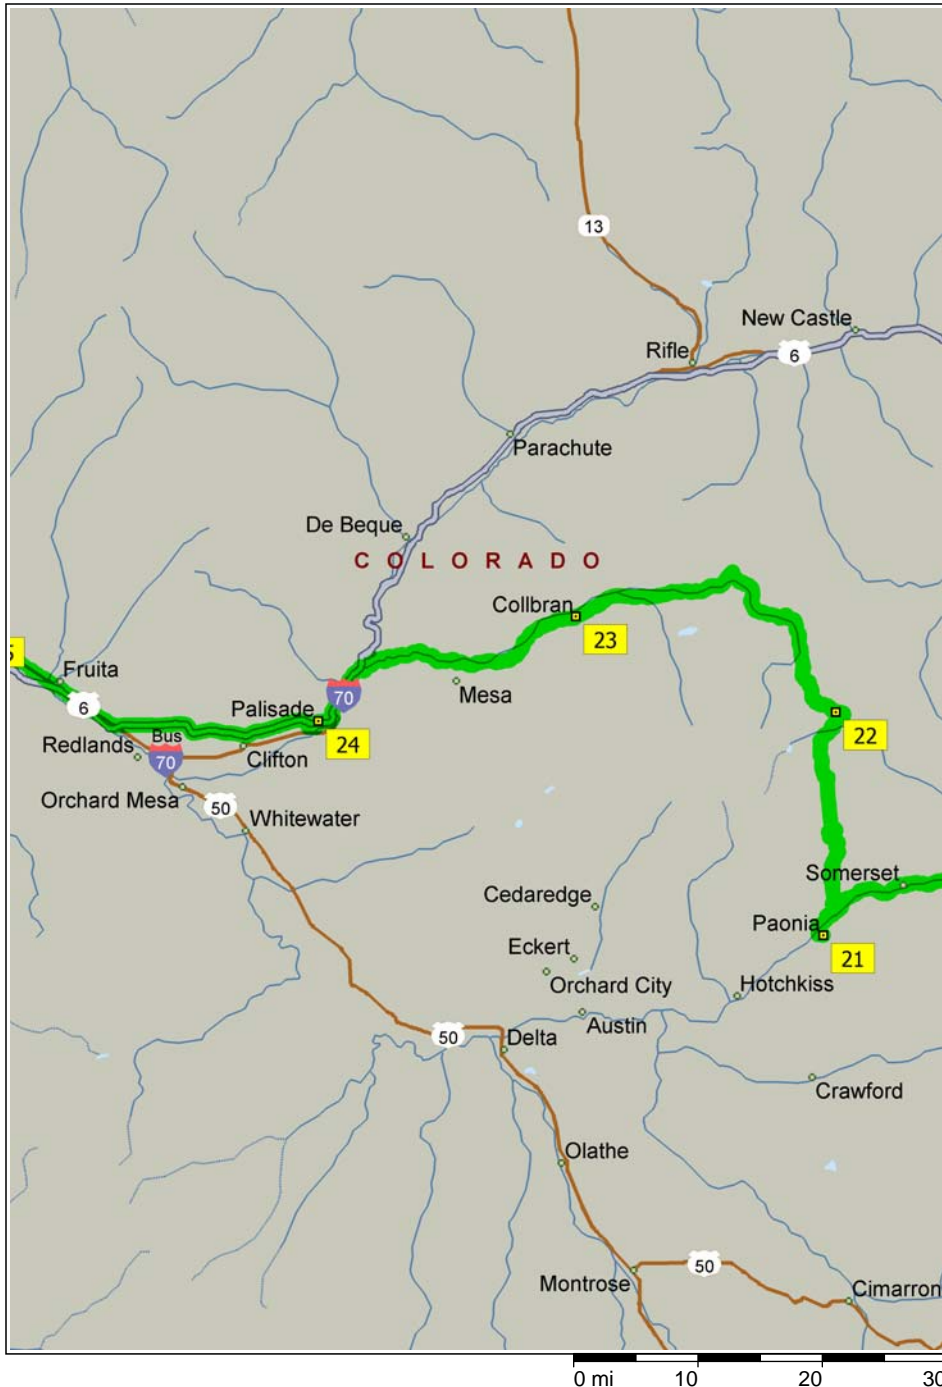 13
New Castle
Rifle
6
Parachute
De Beque
COLORADO
Collbran
23
Fruita
Mesa
70
6
Palisade
22
Redlands
Bus
24
70
Clifton
Orchard Mesa
50
Whitewater
Somerset
Cedaredge
Paonia
21
Eckert
Orchard City
Hotchkiss
Austin
50
Delta
Crawford
Olathe
50
Montrose
Cimarron
0 mi 10 20 30